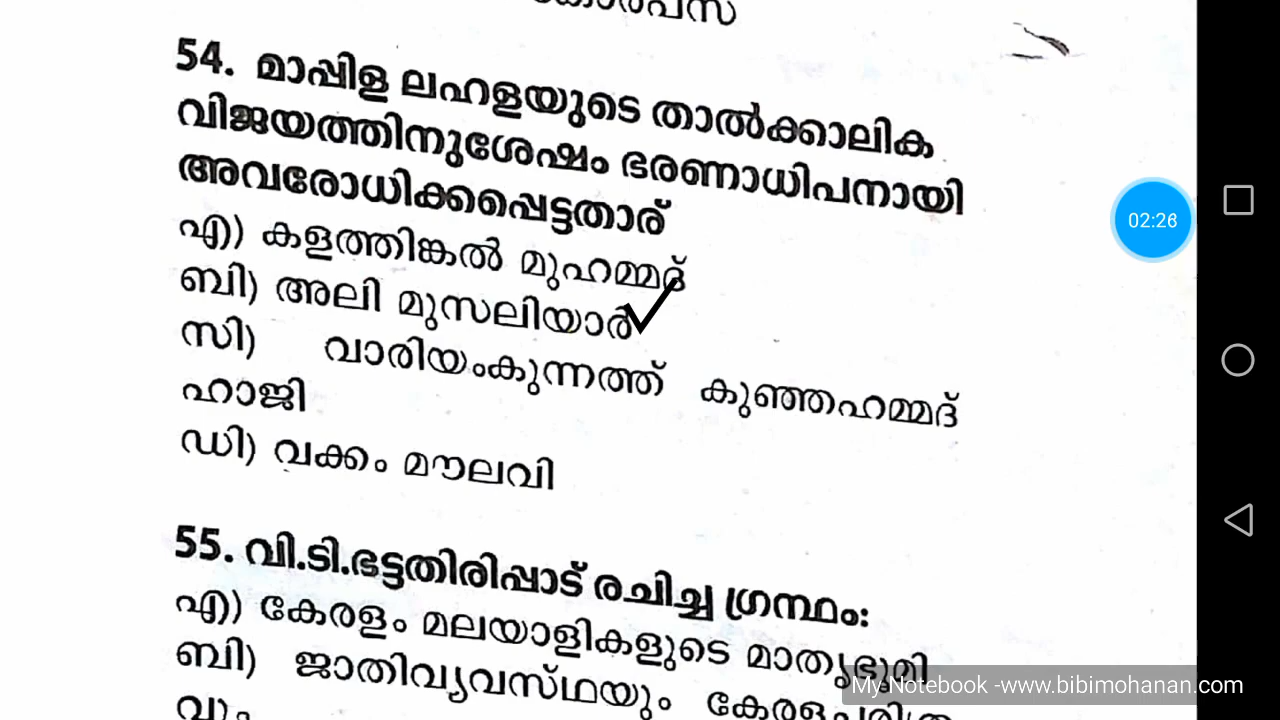 54. മാപ്പിള ലഹളയുടെ താൽക്കാലിക
വിജയത്തിനുശേഷം ഭരണാധിപനായി
അവരോധിക്കപ്പെട്ടതാര്
എ) കളത്തിങ്കൽ മുഹമ്മദ്
ബി) അലി മുസലിയാർ
സി) വാരിയംകുന്നത്ത് കുഞ്ഞഹമ്മദ്
ഹാജി
ഡി) വക്കം മൗലവി
55. വി.ടി.ഭട്ടതിരിപ്പാട് രചിച്ച ഗ്രന്ഥം:
എ) കേരളം മലയാളികളുടെ മാതൃഭൂമി
ബി) ജാതിവ്യവസ്ഥയും
02:26
My Notebook -www.bibimohanan.com